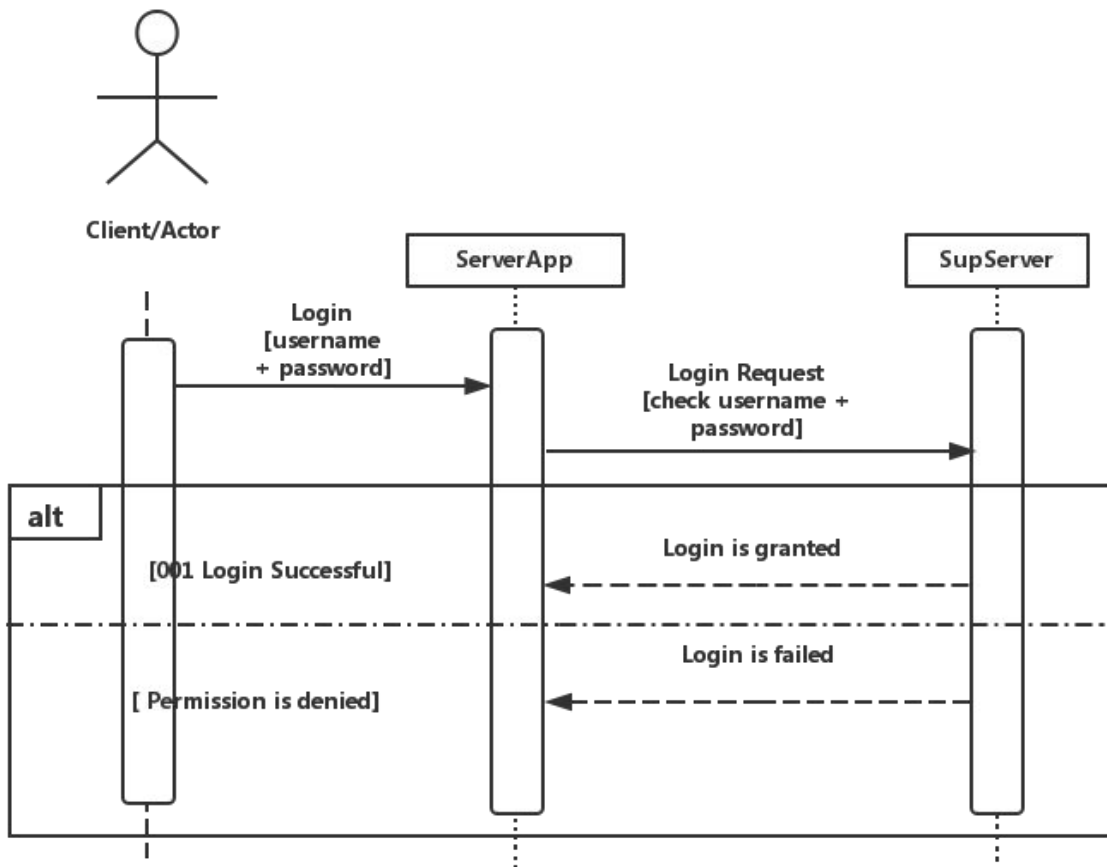 Client/Actor
ServerApp
SupServer
Login
[username
+ password]
Login Request
[check username +
password]
alt
Login is granted
[001 Login Successful]
Login is failed
[ Permission is denied]